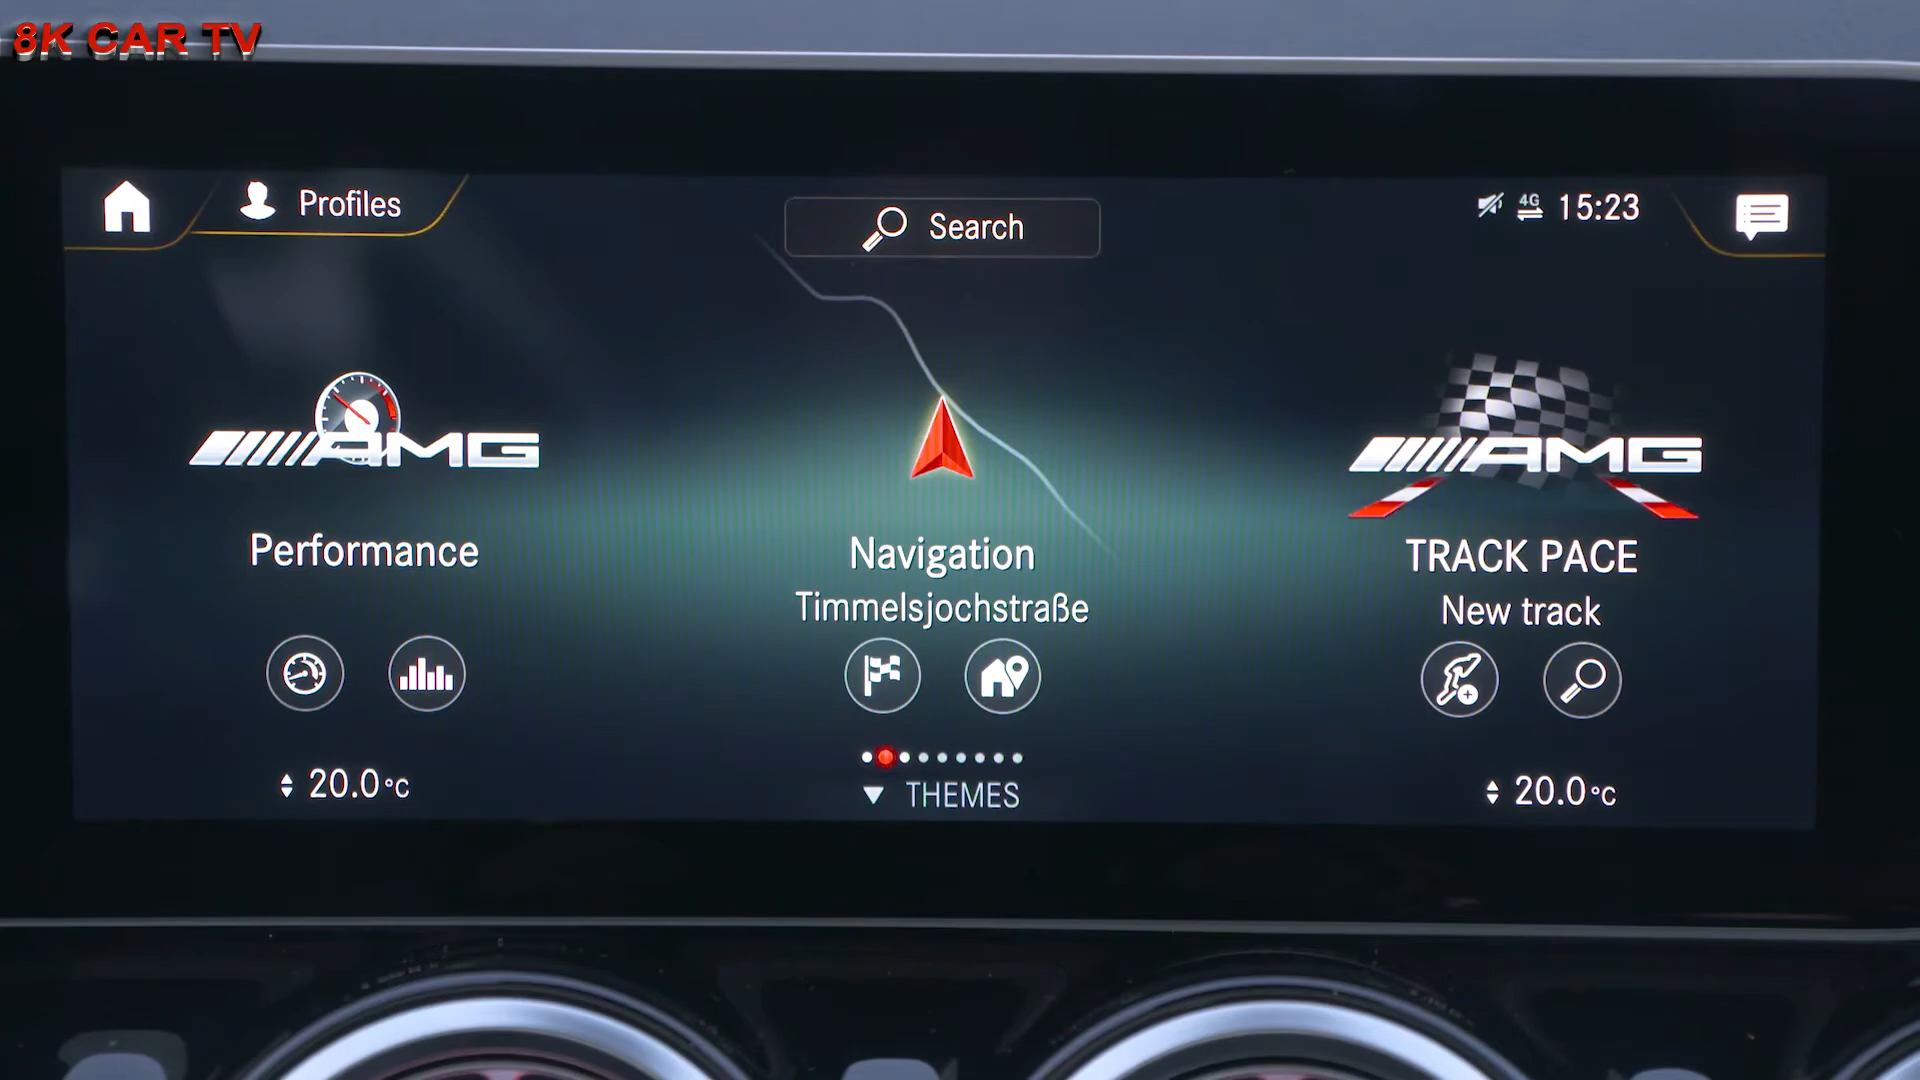 8K CAR TV
Profiles
Search
4G 15:23
AMG
AMG
Performance
Navigation
TRACK PACE
Timmelsjochstraße
New track
20.0°C
THEMES
20.0°C